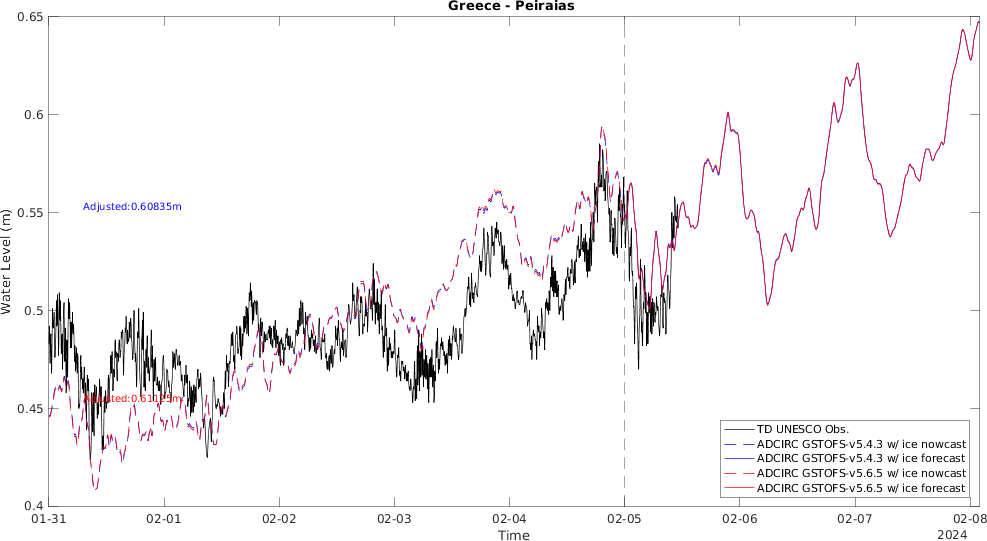 Greece - Peiraias
0.65
0.6
0.55
0.5
0.45
0.4
Water Level (m)
Adjusted:0.60835m
Adjusted:0.61125m
TD UNESCO Obs.
ADCIRC GSTOFS-v5.4.3 w/ ice nowcast
ADCIRC GSTOFS-v5.4.3 w/ ice forecast
ADCIRC GSTOFS-v5.6.5 w/ ice nowcast
ADCIRC GSTOFS-v5.6.5 w/ ice forecast
01-31 02-01 02-02 02-03 02-04 02-05 02-06 02-07 02-08
Time
2024